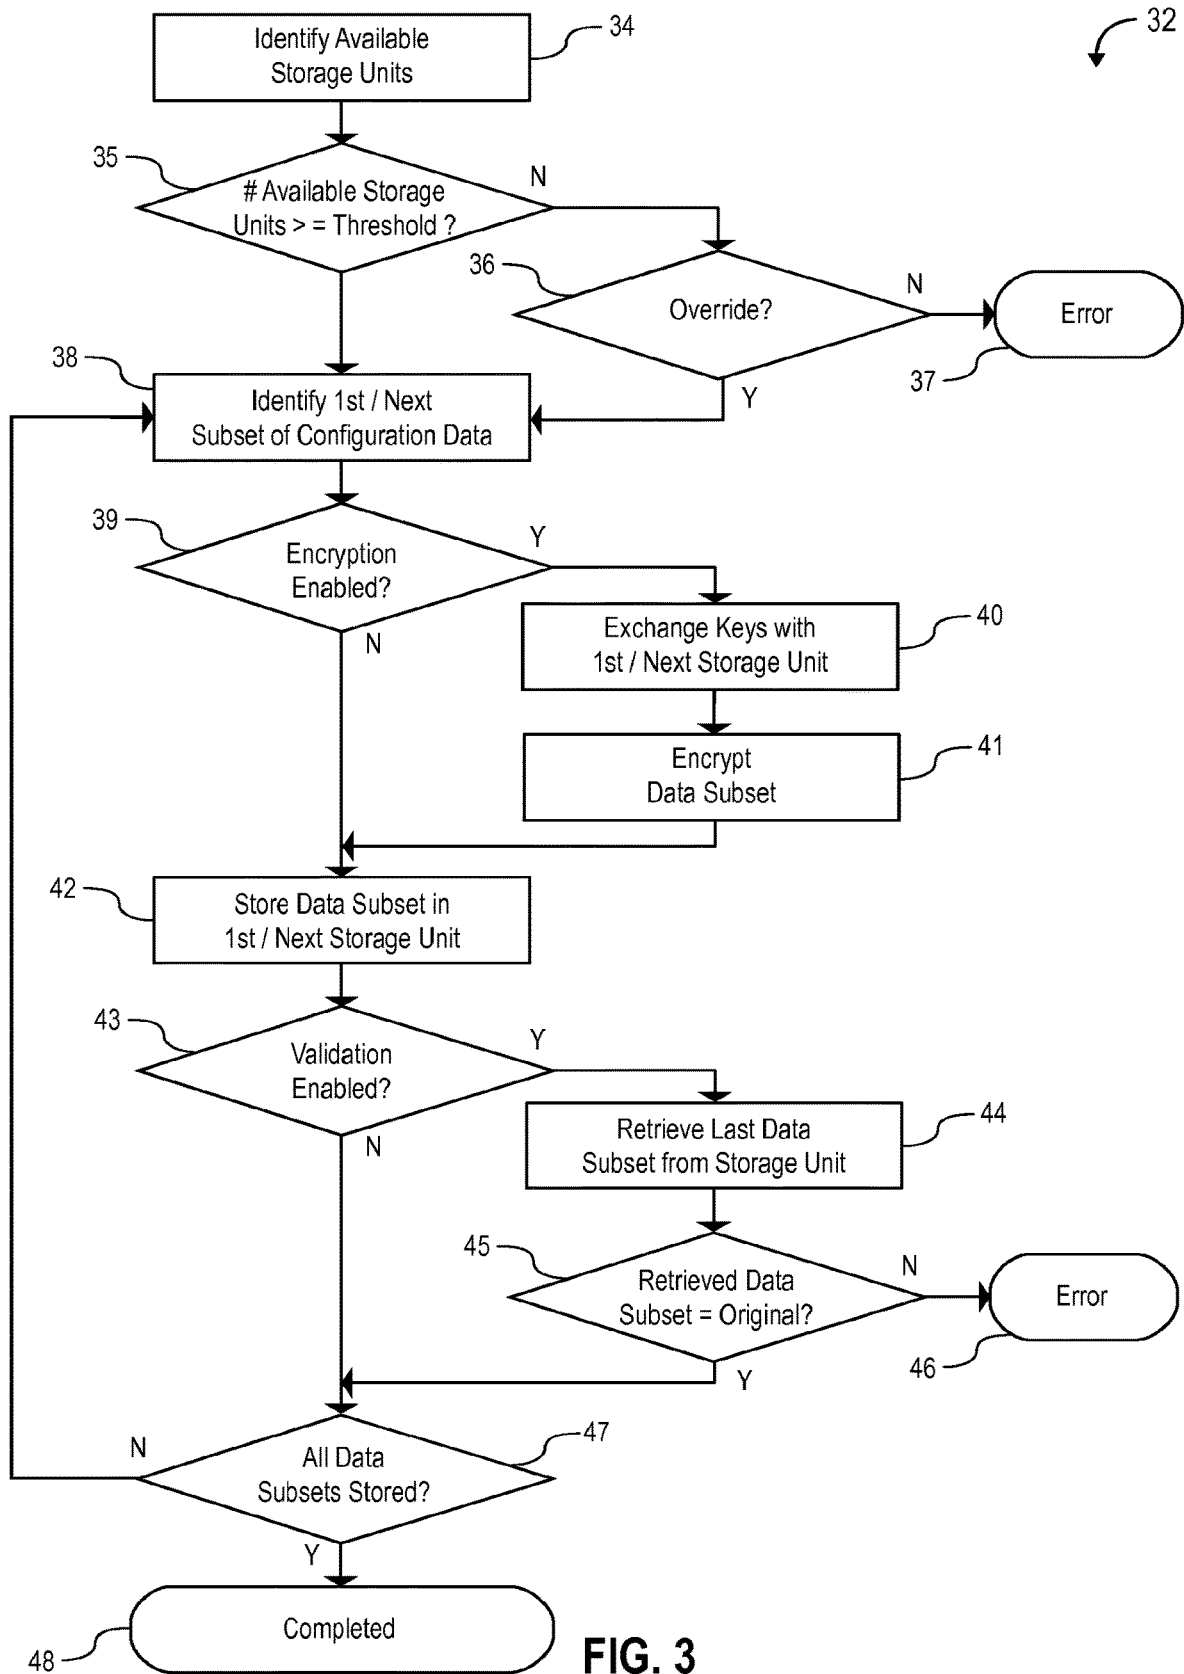 32
Identify Available
Storage Units
34
35
# Available Storage
Units > = Threshold ?
N
36
Override?
N
Error
37
Y
38
Identify 1st / Next
Subset of Configuration Data
39
Encryption
Enabled?
Y
N
Exchange Keys with
1st / Next Storage Unit
40
Encrypt
Data Subset
41
42
Store Data Subset in
1st / Next Storage Unit
43
Validation
Enabled?
Y
N
Retrieve Last Data
Subset from Storage Unit
44
45
Retrieved Data
Subset = Original?
N
Error
46
Y
N
All Data
Subsets Stored?
47
Y
Completed
48
FIG. 3